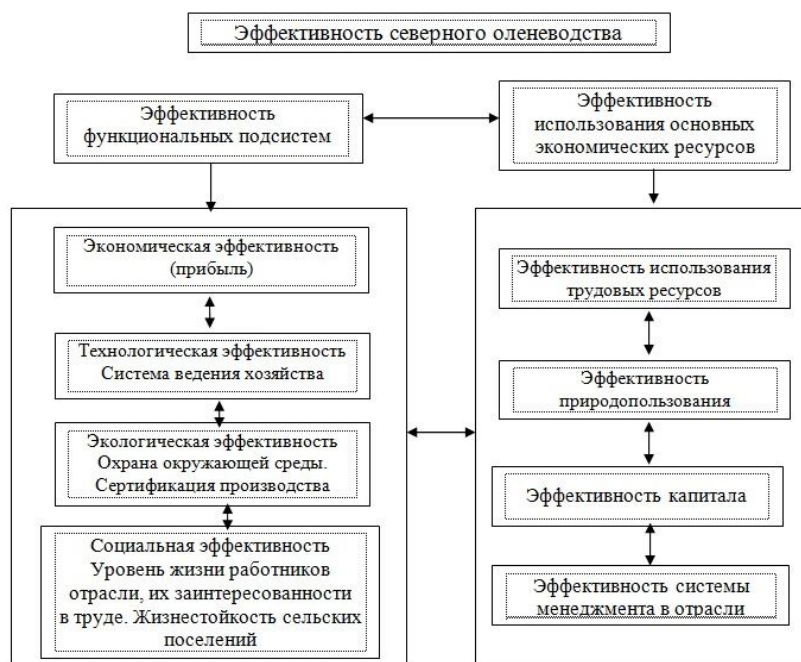 Эффективность северного оленеводства
Эффективность
функциональных подсистем
Эффективность
использования основных
экономических ресурсов
Экономическая эффективность
(прибыль)
Технологическая эффективность
Система ведения хозяйства
Экологическая эффективность
Охрана окружающей среды.
Сертификация производства
Социальная эффективность
Уровень жизни работников
отрасли, их заинтересованности
в труде. Жизнестойкость сельских
поселений
Эффективность использования
трудовых ресурсов
Эффективность
природопользования
Эффективность капитала
Эффективность системы
менеджмента в отрасли